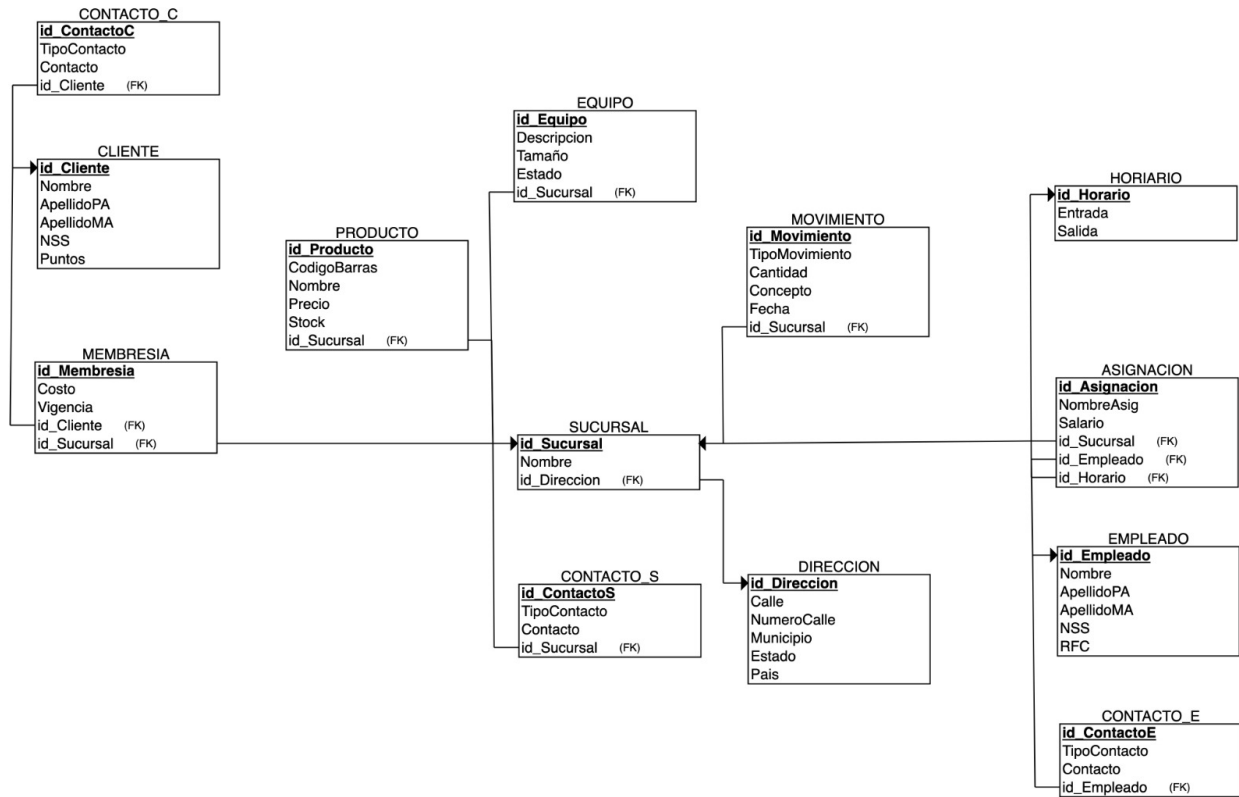 CONTACTO_C
id_ContactoC
TipoContacto
Contacto
id_Cliente (FK)
CLIENTE
id_Cliente
Nombre
ApellidoPA
ApellidoMA
NSS
Puntos
MEMBRESIA
id_Membresia
Costo
Vigencia
id_Cliente (FK)
id_Sucursal (FK)
PRODUCTO
id_Producto
CodigoBarras
Nombre
Precio
Stock
id_Sucursal (FK)
EQUIPO
id_Equipo
Descripcion
Tamaño
Estado
id_Sucursal (FK)
SUCURSAL
id_Sucursal
Nombre
id_Direccion (FK)
CONTACTO_S
id_ContactoS
TipoContacto
Contacto
id_Sucursal (FK)
MOVIMIENTO
id_Movimiento
TipoMovimiento
Cantidad
Concepto
Fecha
id_Sucursal (FK)
DIRECCION
id_Direccion
Calle
NumeroCalle
Municipio
Estado
Pais
HORIARIO
id_Horario
Entrada
Salida
ASIGNACION
id_Asignacion
NombreAsig
Salario
id_Sucursal (FK)
id_Empleado (FK)
id_Horario (FK)
EMPLEADO
id_Empleado
Nombre
ApellidoPA
ApellidoMA
NSS
RFC
CONTACTO_E
id_ContactoE
TipoContacto
Contacto
id_Empleado (FK)